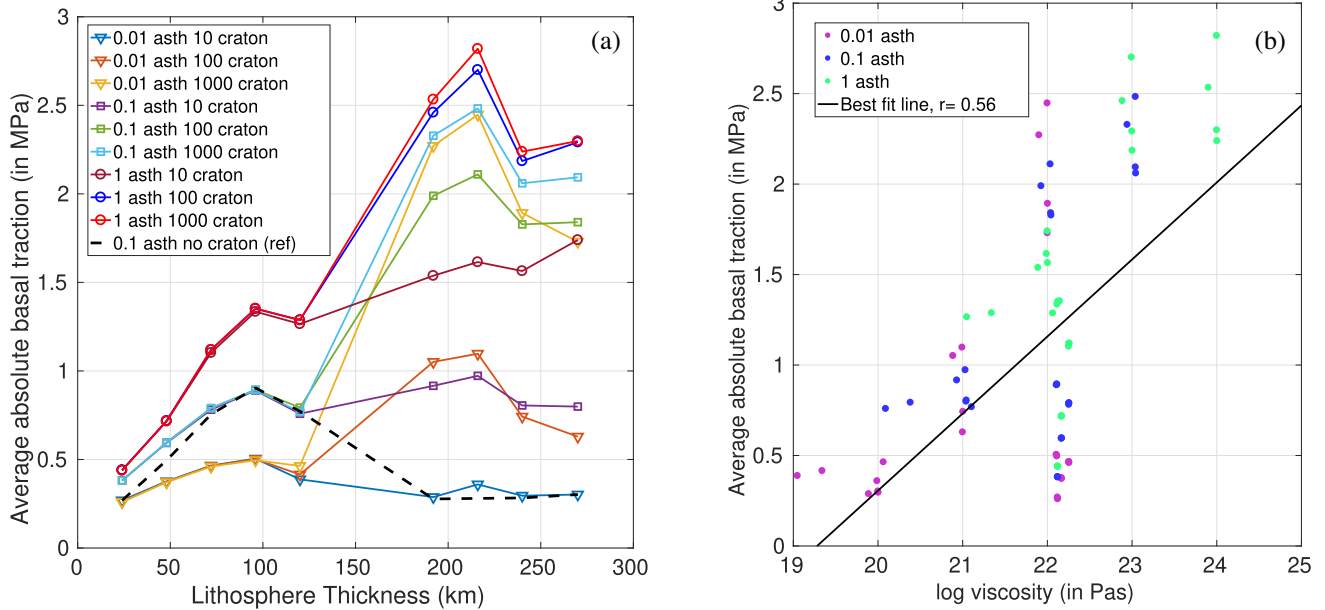 (a)
0.01 asth 10 craton
0.01 asth 100 craton
0.01 asth 1000 craton
0.1 asth 10 craton
0.1 asth 100 craton
0.1 asth 1000 craton
1 asth 10 craton
1 asth 100 craton
1 asth 1000 craton
0.1 asth no craton (ref)
Average absolute basal traction (in MPa)
3
2.5
2
1.5
1
0.5
0
0
50
100
150
200
250
300
Lithosphere Thickness (km)
(b)
0.01 asth
0.1 asth
1 asth
Best fit line, r= 0.56
Average absolute basal traction (in MPa)
3
2.5
2
1.5
1
0.5
0
19
20
21
22
23
24
25
log viscosity (in Pas)